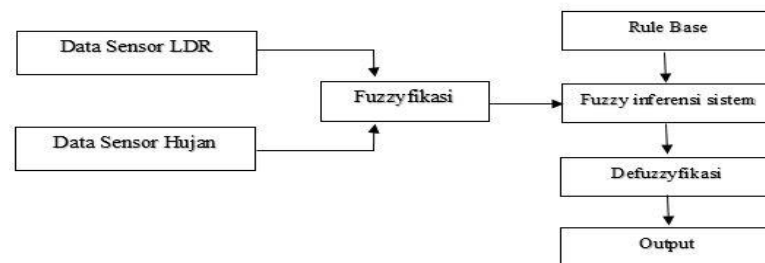 Data Sensor LDR
Data Sensor Hujan
Fuzzyfikasi
Rule Base
Fuzzy inferensi sistem
Defuzzyfikasi
Output